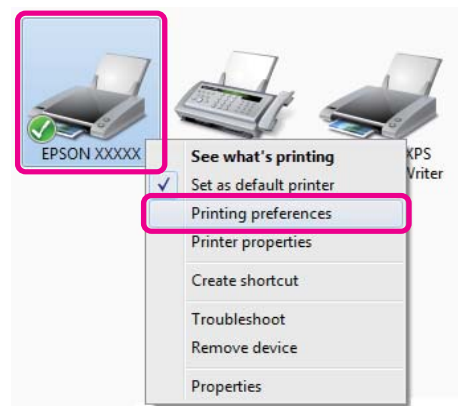 EPSON XXXXX
XPS
Writer
See what's printing
Set as default printer
Printing preferences
Printer properties
Create shortcut
Troubleshoot
Remove device
Properties